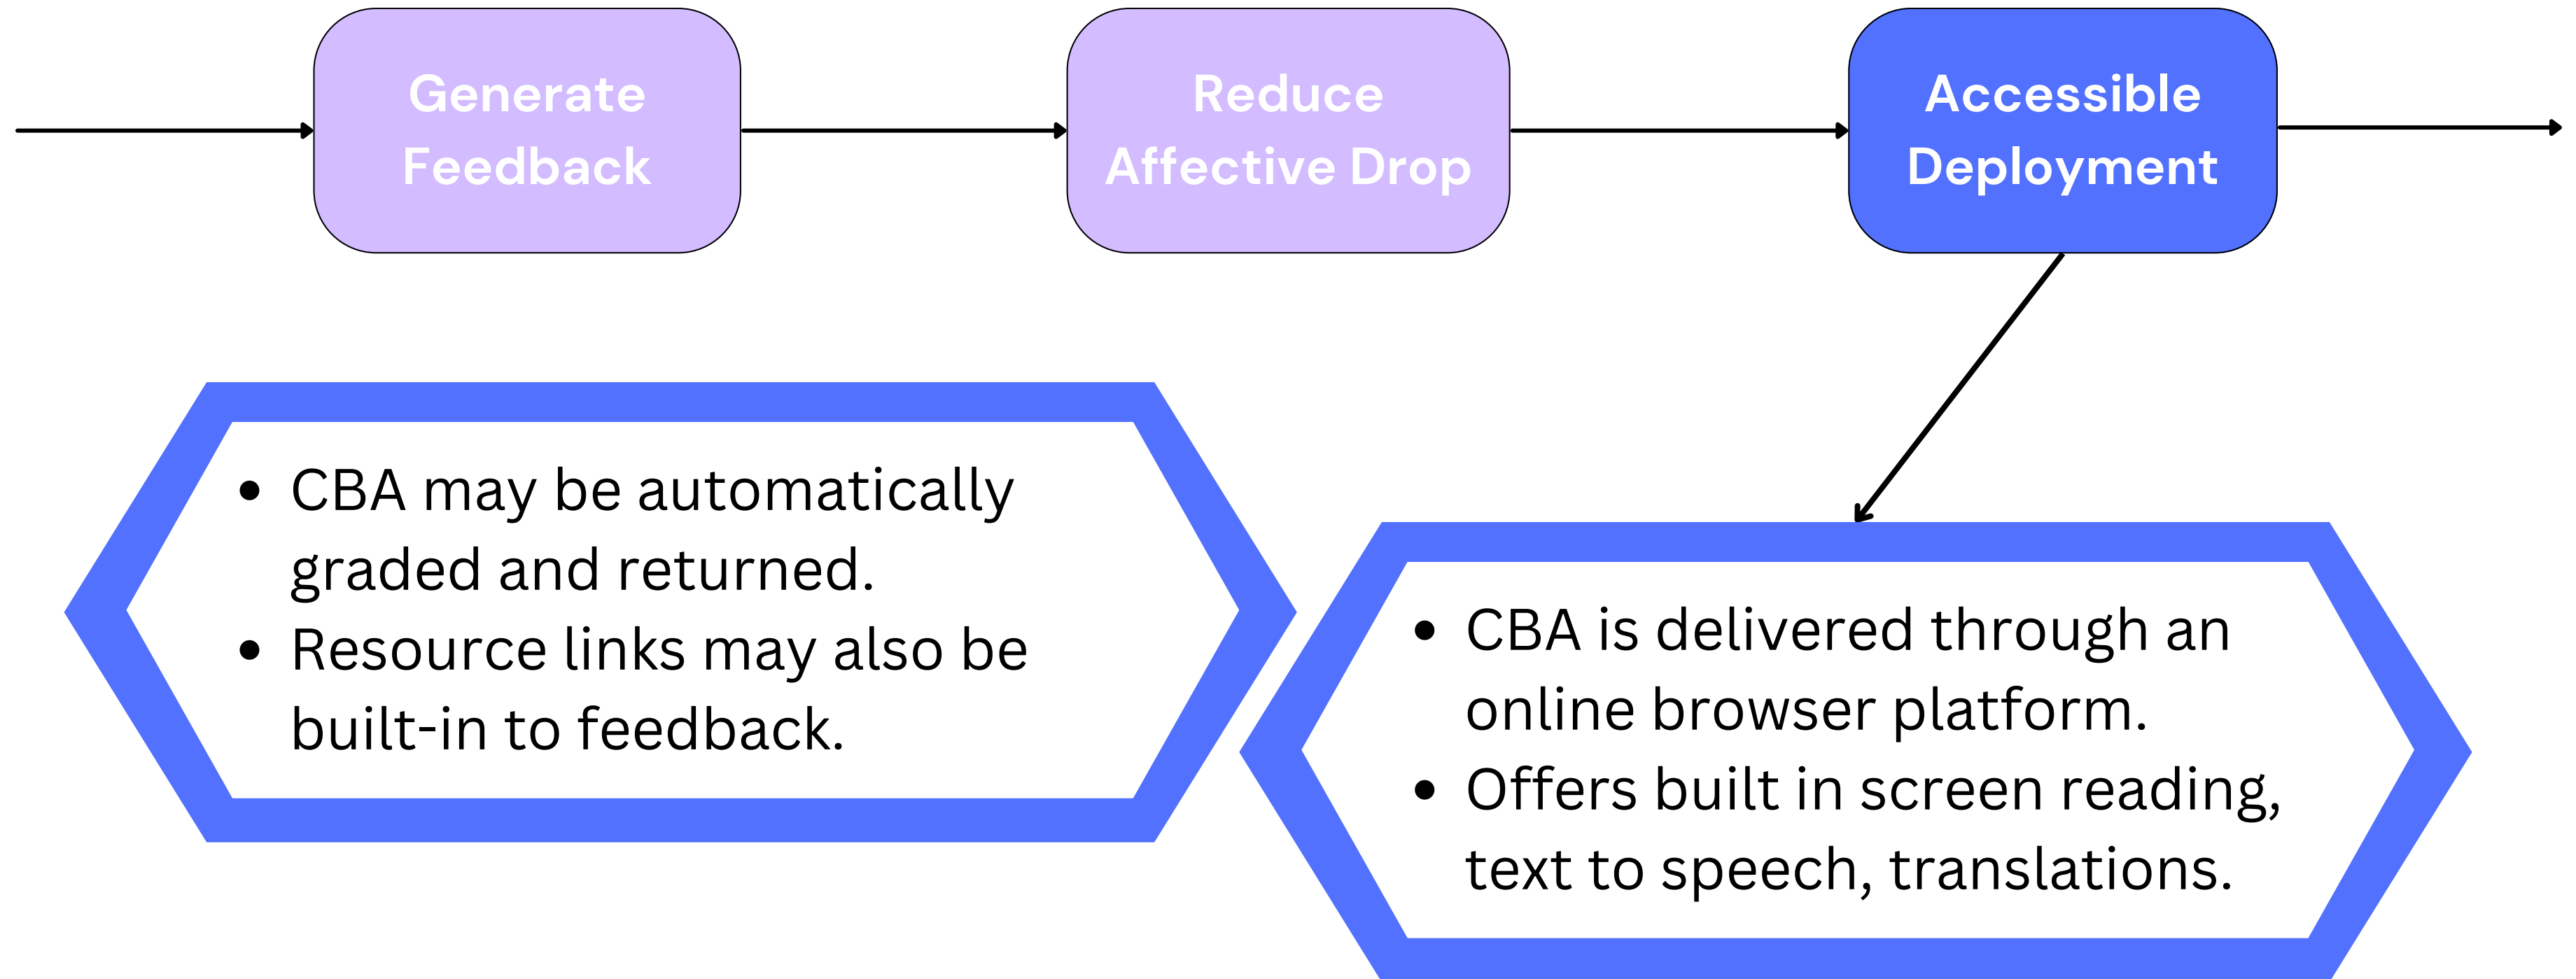 Generate
Feedback
Reduce
Affective Drop
Accessible
Deployment
• CBA may be automatically
graded and returned.
• Resource links may also be
built-in to feedback.
• CBA is delivered through an
online browser platform.
• Offers built in screen reading,
text to speech, translations.